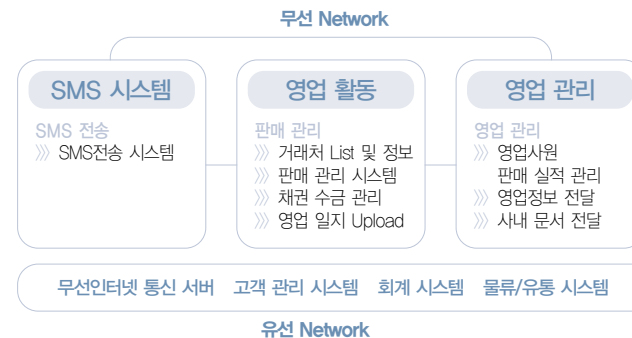 무선 Network
SMS 시스템
SMS 전송
》 SMS전송 시스템
영업 활동
판매 관리
》 거래처 List 및 정보
》 판매 관리 시스템
》 채권 수금 관리
》 영업 일지 Upload
영업 관리
영업 관리
》 영업사원
판매 실적 관리
》 영업정보 전달
》 사내 문서 전달
무선인터넷 통신 서버 고객 관리 시스템 회계 시스템 물류/유통 시스템
유선 Network